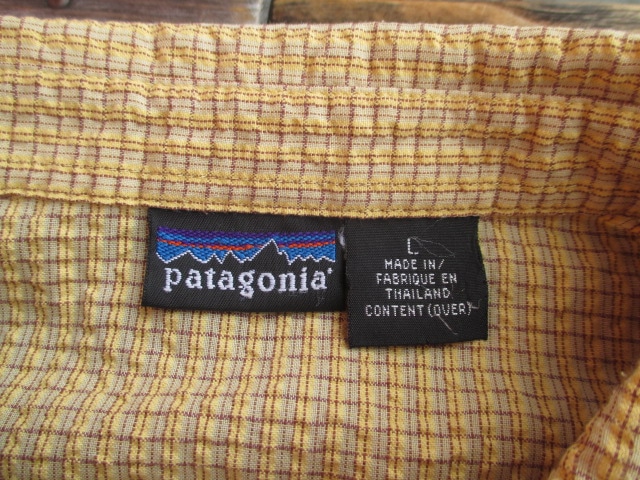 patagonia
L
MADE IN/
FABRIQUE EN
THAILAND
CONTENT (OVER)